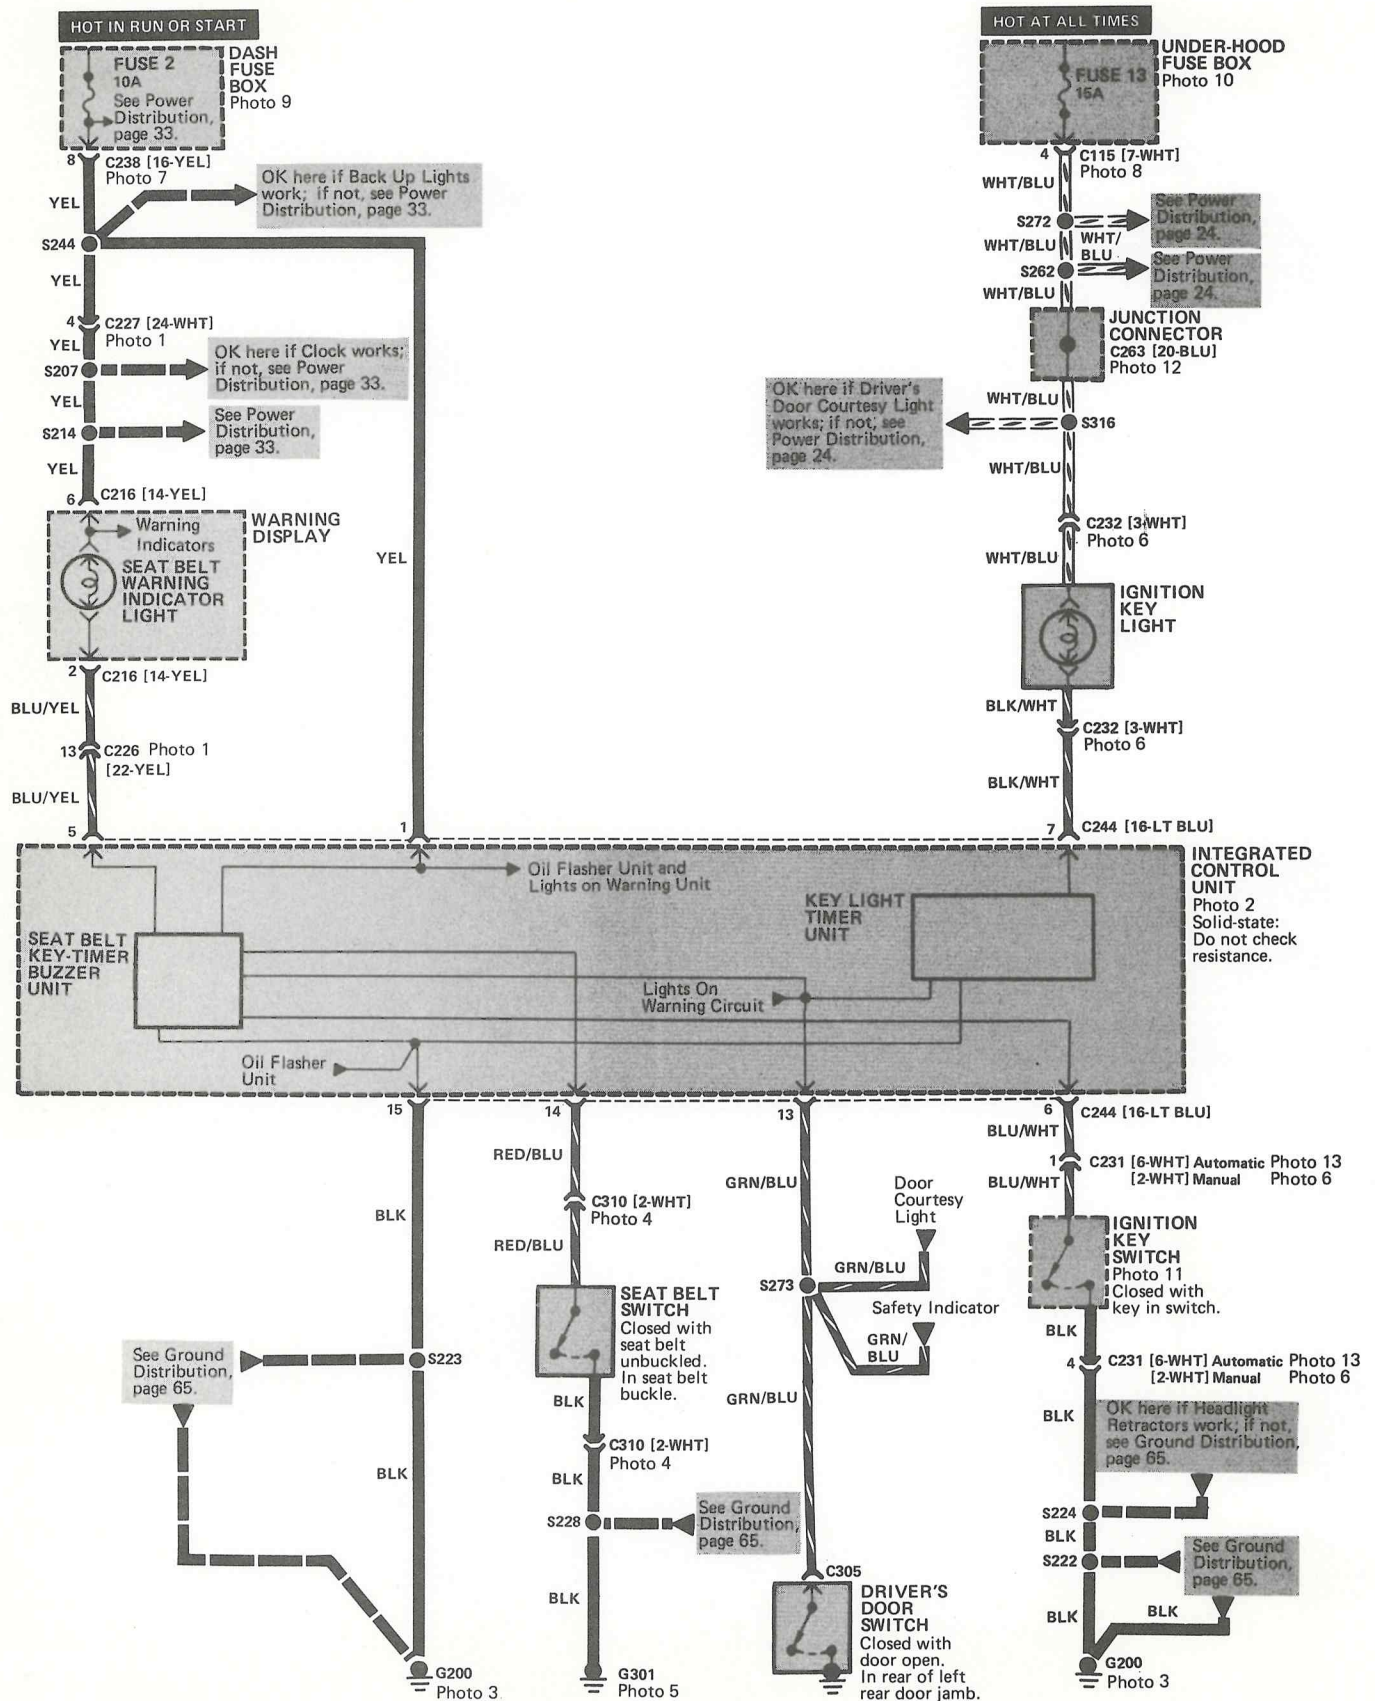 HOT IN RUN OR START
FUSE 2
10A
See Power
Distribution,
page 33.
DASH
FUSE
BOX
Photo 9
8
C238 [16-YEL]
Photo 7
YEL
OK here if Back Up Lights
work; if not, see Power
Distribution, page 33.
S244
YEL
4
C227 [24-WHT]
Photo 1
YEL
S207
OK here if Clock works;
if not, see Power
Distribution, page 33.
YEL
S214
See Power
Distribution,
page 33.
YEL
6
C216 [14-YEL]
Warning
Indicators
SEAT BELT
WARNING
INDICATOR
LIGHT
WARNING
DISPLAY
YEL
2
C216 [14-YEL]
BLU/YEL
13
C226 Photo 1
[22-YEL]
BLU/YEL
5
1
HOT AT ALL TIMES
FUSE 13
15A
UNDER-HOOD
FUSE BOX
Photo 10
4
C115 [7-WHT]
Photo 8
WHT/BLU
S272
See Power
Distribution,
page 24.
WHT/BLU
WHT/
BLU
S262
See Power
Distribution,
page 24.
WHT/BLU
JUNCTION
CONNECTOR
C263 [20-BLU]
Photo 12
OK here if Driver's
Door Courtesy Light
works; if not, see
Power Distribution,
page 24.
WHT/BLU
S316
WHT/BLU
C232 [3-WHT]
Photo 6
WHT/BLU
IGNITION
KEY
LIGHT
BLK/WHT
C232 [3-WHT]
Photo 6
BLK/WHT
7
C244 [16-LT BLU]
Oil Flasher Unit and
Lights on Warning Unit
KEY LIGHT
TIMER
UNIT
INTEGRATED
CONTROL
UNIT
Photo 2
Solid-state:
Do not check
resistance.
SEAT BELT
KEY-TIMER
BUZZER
UNIT
Lights On
Warning Circuit
Oil Flasher
Unit
15
14
13
6
C244 [16-LT BLU]
BLK
S223
See Ground
Distribution,
page 65.
BLK
G200
Photo 3
RED/BLU
C310 [2-WHT]
Photo 4
RED/BLU
SEAT BELT
SWITCH
Closed with
seat belt
unbuckled.
In seat belt
buckle.
BLK
C310 [2-WHT]
Photo 4
BLK
S228
See Ground
Distribution,
page 65.
BLK
G301
Photo 5
GRN/BLU
Door
Courtesy
Light
GRN/BLU
S273
Safety Indicator
GRN/
BLU
GRN/BLU
C305
DRIVER'S
DOOR
SWITCH
Closed with
door open.
In rear of left
rear door jamb.
BLU/WHT
1
C231 [6-WHT] Automatic Photo 13
[2-WHT] Manual Photo 6
BLU/WHT
IGNITION
KEY
SWITCH
Photo 11
Closed with
key in switch.
BLK
4
C231 [6-WHT] Automatic Photo 13
[2-WHT] Manual Photo 6
BLK
OK here if Headlight
Retractors work; if not,
see Ground Distribution,
page 65.
S224
BLK
S222
See Ground
Distribution,
page 65.
BLK
BLK
G200
Photo 3